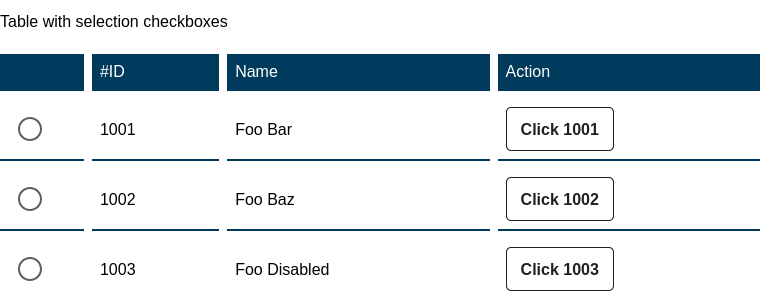 Table with selection checkboxes
#ID Name Action
1001 Foo Bar Click 1001
1002 Foo Baz Click 1002
1003 Foo Disabled Click 1003